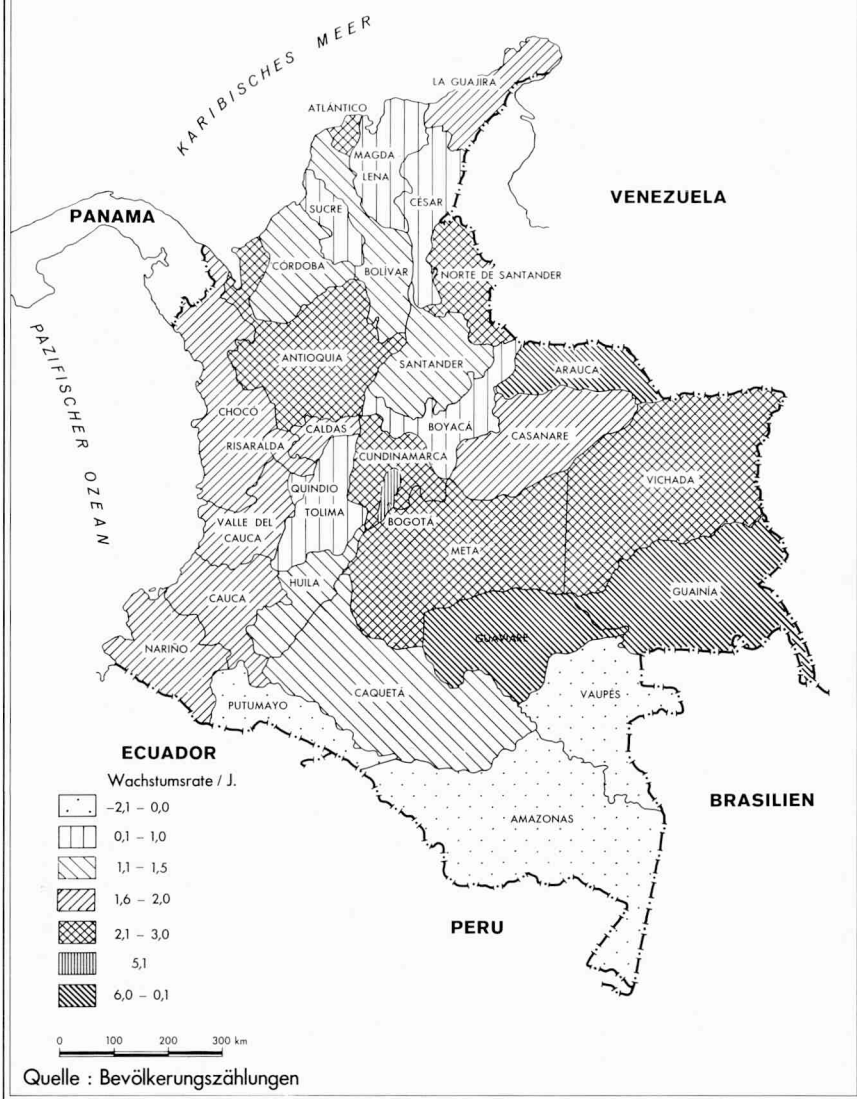 KARIBISCHES MEER
LA GUAJIRA
ATLÁNTICO
MAGDA
LENA
CÉSAR
SUCRE
VENEZUELA
PANAMA
CÓRDOBA
BOLÍVAR
NORTE DE SANTANDER
PAZIFISCHER OZEAN
ANTIOQUIA
SANTANDER
ARAUCA
CHOCÓ
CALDAS
BOYACÁ
CASANARE
RISARALDA
CUNDINAMARCA
VICHADA
QUINDIO
TOLIMA
BOGOTÁ
VALLE DEL
CAUCA
META
HUILA
CAUCA
GUAINÍA
GUAVIARE
NARIÑO
CAQUETÁ
VAUPÉS
PUTUMAYO
ECUADOR
BRASILIEN
AMAZONAS
PERU
Wachstumsrate / J.
–2,1 – 0,0
0,1 – 1,0
1,1 – 1,5
1,6 – 2,0
2,1 – 3,0
5,1
6,0 – 0,1
0 100 200 300 km
Quelle : Bevölkerungszählungen